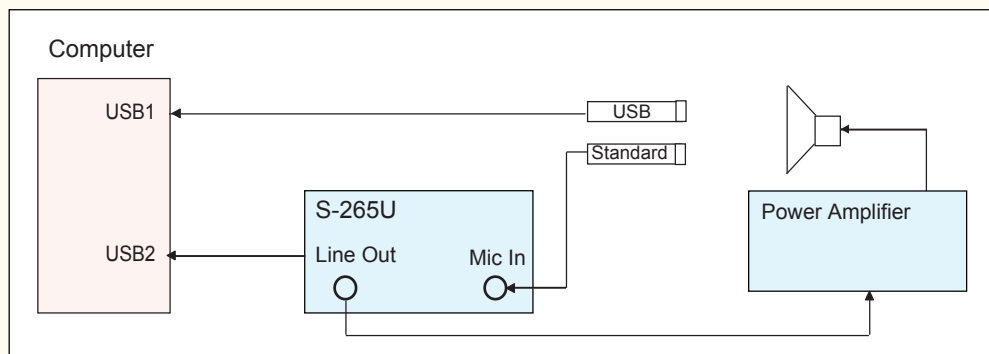 Computer
USB1
USB
Standard
S-265U
Power Amplifier
USB2
Line Out
Mic In